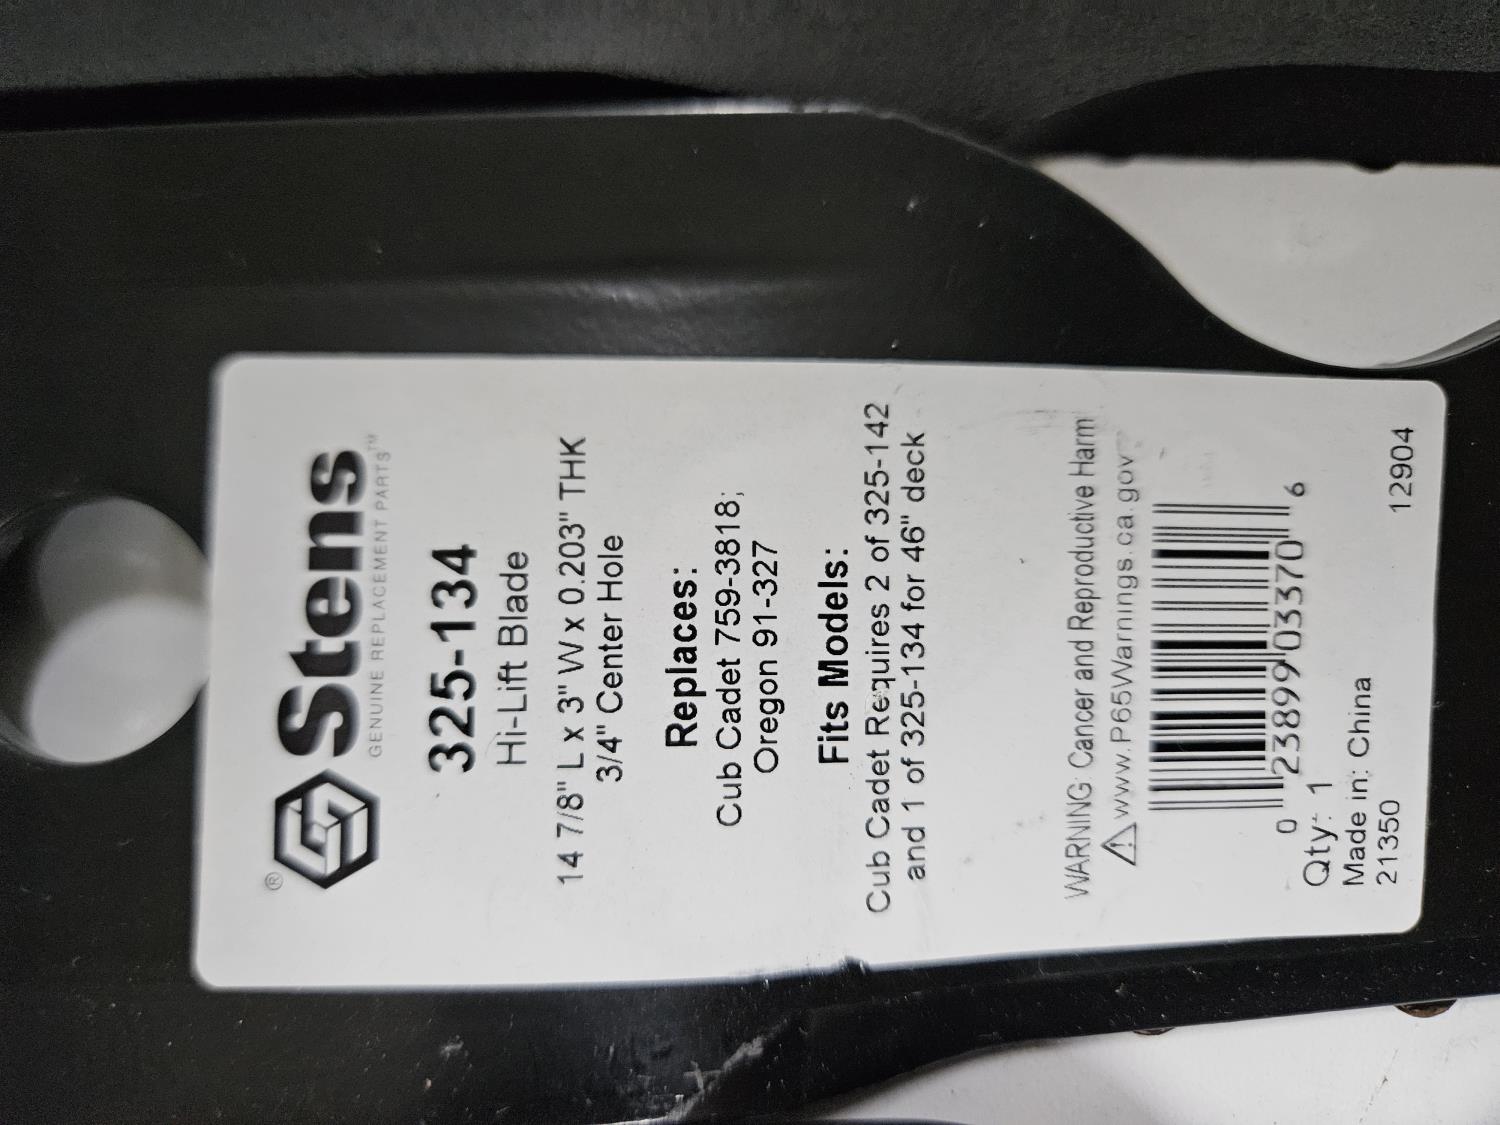 ®
Stens
GENUINE REPLACEMENT PARTS™
325-134
Hi-Lift Blade
14 7/8" L x 3" W x 0.203" THK
3/4" Center Hole
Replaces:
Cub Cadet 759-3818;
Oregon 91-327
Fits Models:
Cub Cadet Requires 2 of 325-142
and 1 of 325-134 for 46" deck
WARNING: Cancer and Reproductive Harm
www.P65Warnings.ca.gov
0 23899 03370 6
Qty: 1
Made in: China
21350 12904